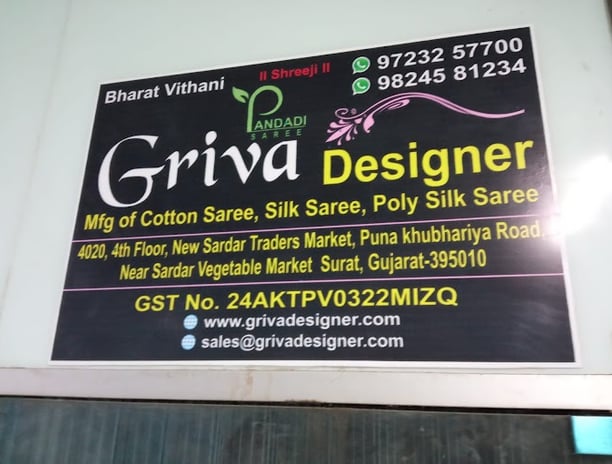 Bharat Vithani
II Shreeji II
97232 57700
98245 81234
PANDADI
SAREE
Griva Designer
Mfg of Cotton Saree, Silk Saree, Poly Silk Saree
4020, 4th Floor, New Sardar Traders Market, Puna khubhariya Road,
Near Sardar Vegetable Market Surat, Gujarat-395010
GST No. 24AKTPV0322MIZQ
www.grivadesigner.com
sales@grivadesigner.com